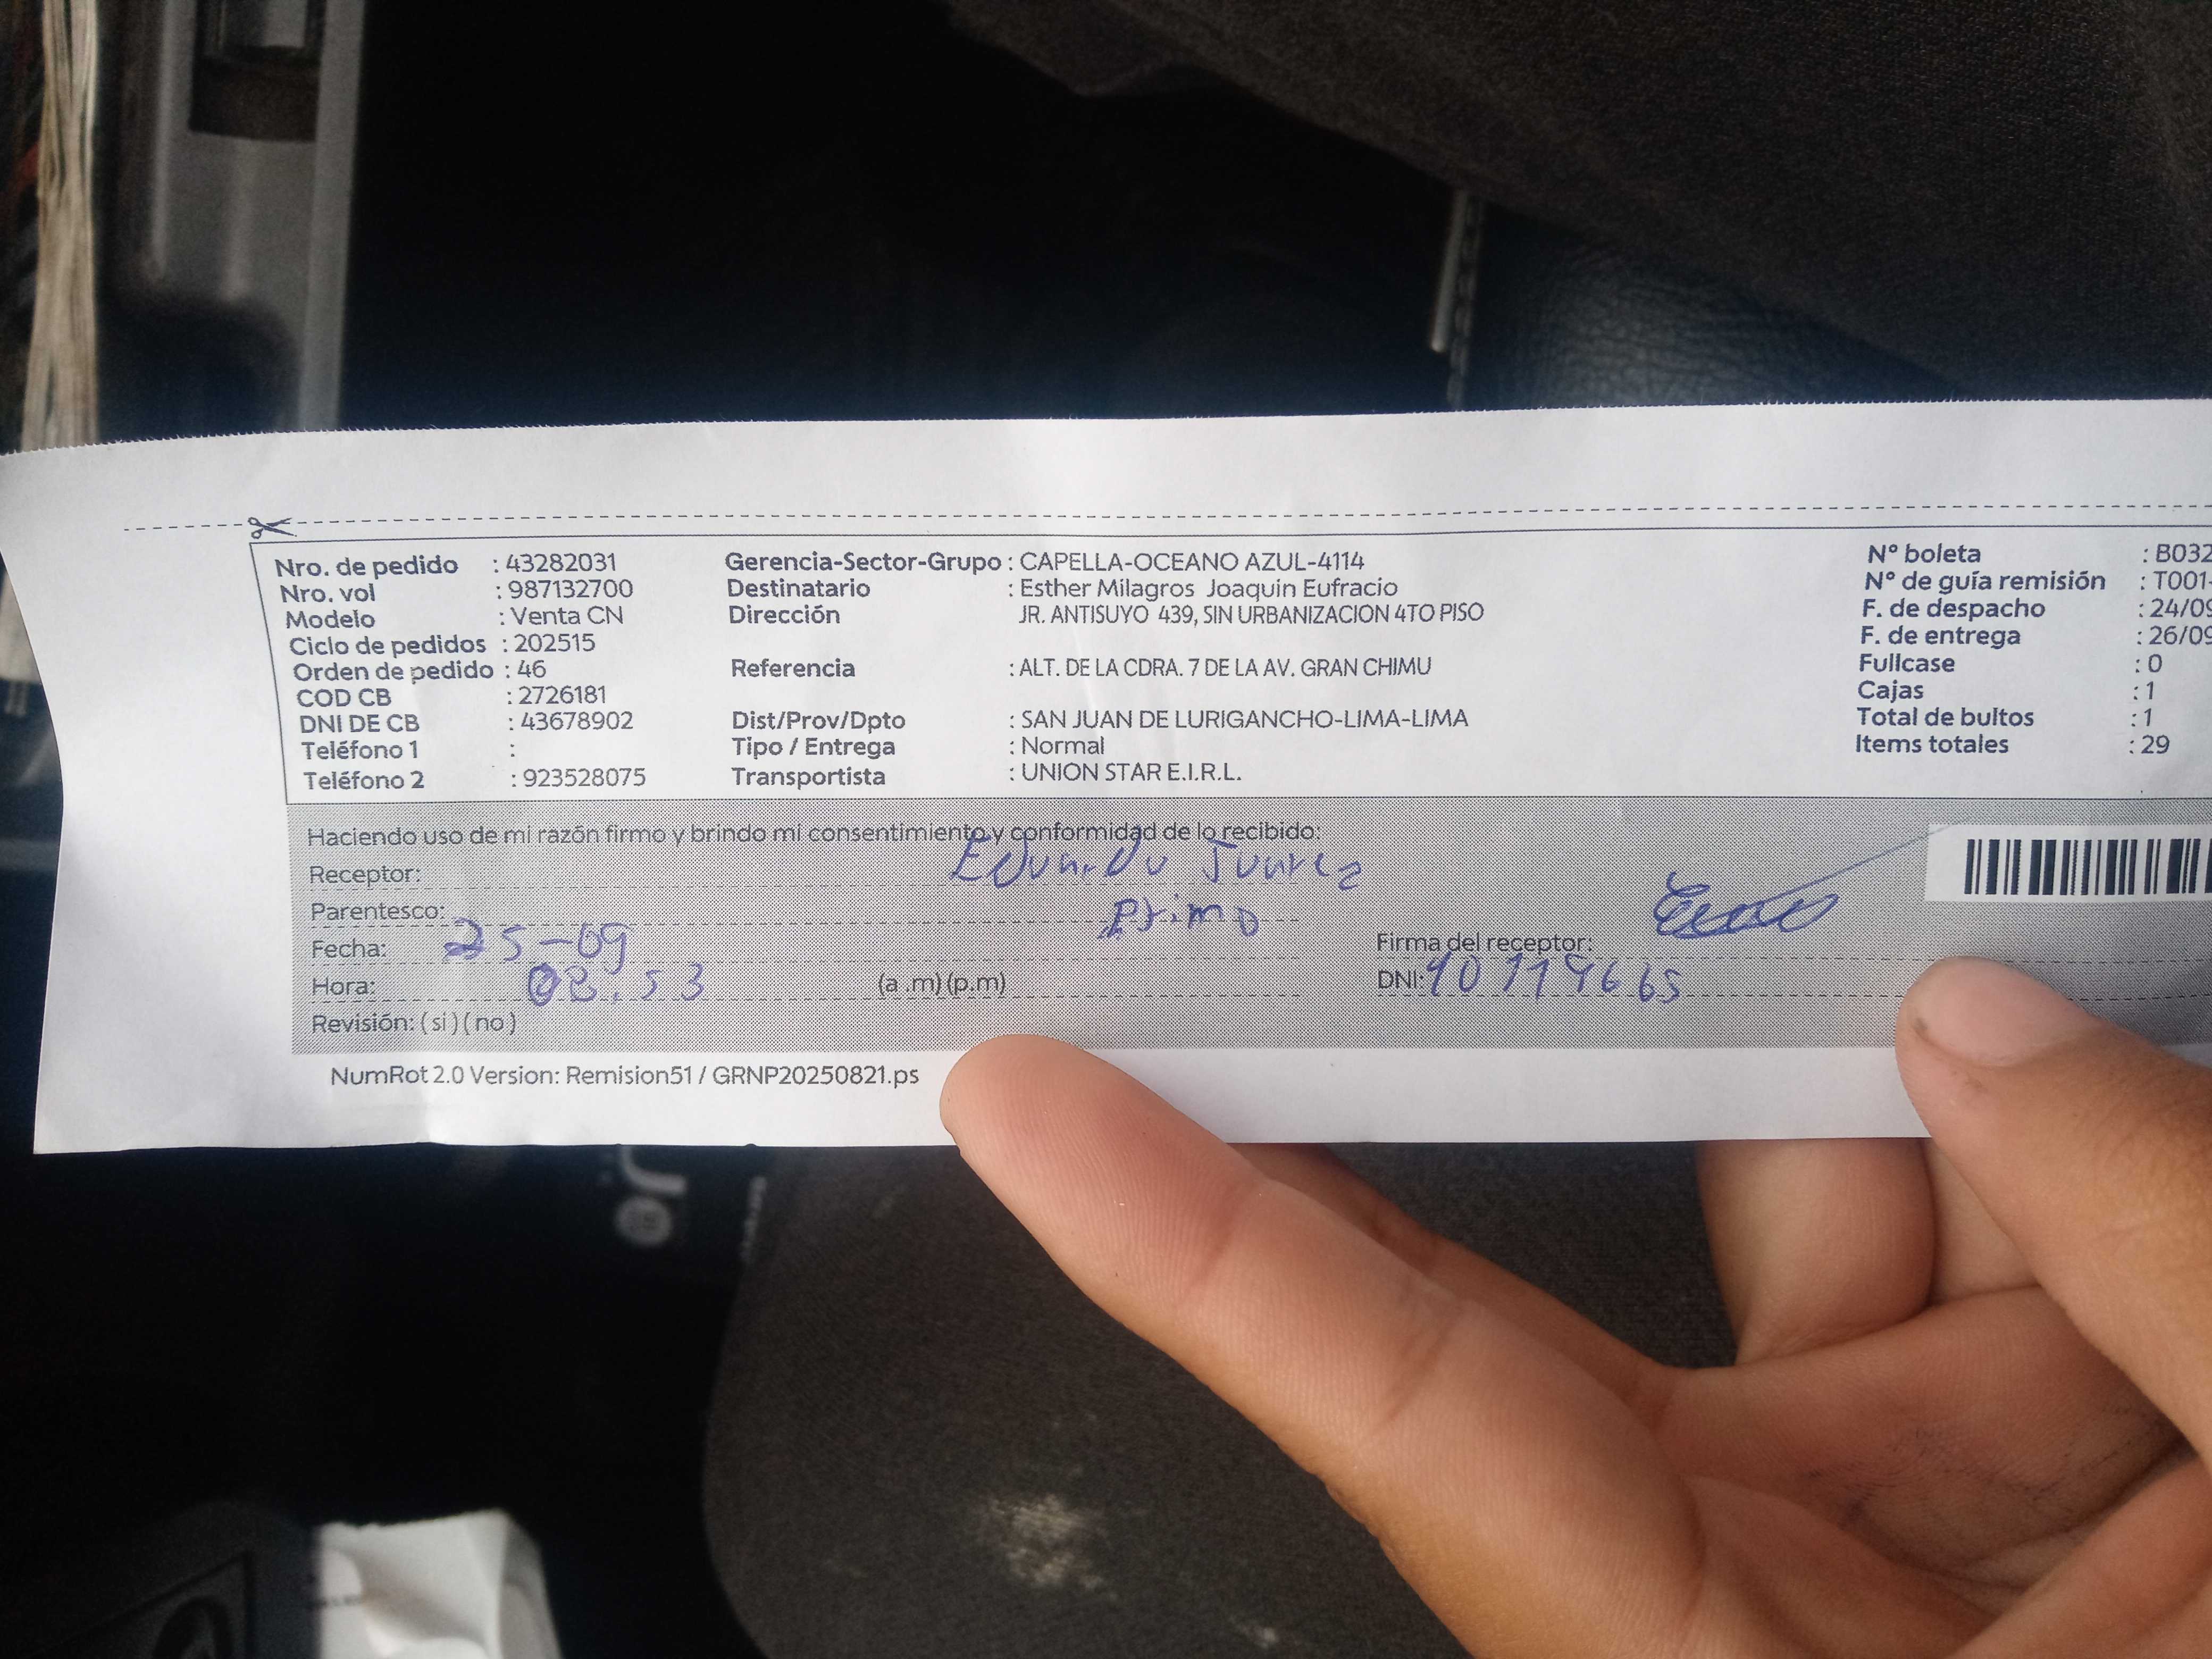 Nro. de pedido : 43282031
Nro. vol : 987132700
Modelo : Venta CN
Ciclo de pedidos : 202515
Orden de pedido : 46
COD CB : 2726181
DNI DE CB : 43678902
Teléfono 1 :
Teléfono 2 : 923528075
Gerencia-Sector-Grupo : CAPELLA-OCEANO AZUL-4114
Destinatario : Esther Milagros Joaquin Eufracio
Dirección JR. ANTISUYO 439, SIN URBANIZACION 4TO PISO
Referencia : ALT. DE LA CDRA. 7 DE LA AV. GRAN CHIMU
Dist/Prov/Dpto : SAN JUAN DE LURIGANCHO-LIMA-LIMA
Tipo / Entrega : Normal
Transportista : UNION STAR E.I.R.L.
N° boleta : B032
N° de guía remisión : T001-
F. de despacho : 24/09
F. de entrega : 26/09
Fullcase : 0
Cajas : 1
Total de bultos : 1
Items totales : 29
Haciendo uso de mi razón firmo y brindo mi consentimiento y conformidad de lo recibido:
Receptor: Eduardo Juarez
Parentesco: Primo
Fecha: 25-09
Hora: 08.53 (a .m) (p.m)
Revisión: ( si ) ( no )
Firma del receptor:
DNI:
NumRot 2.0 Version: Remision51 / GRNP20250821.ps